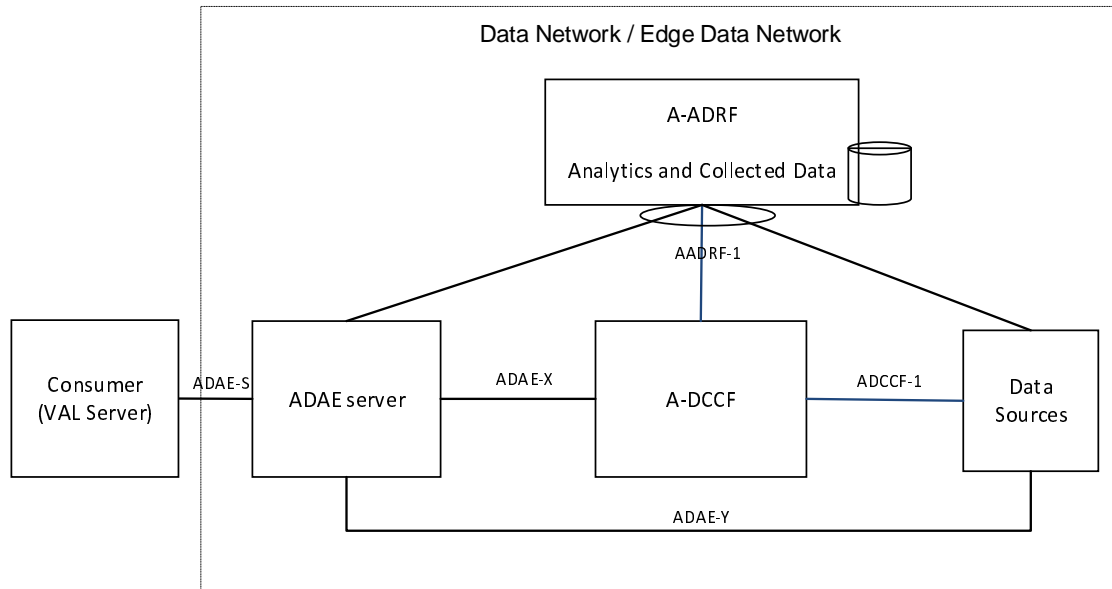 Data Network / Edge Data Network
A-ADRF
Analytics and Collected Data
AADRF-1
Consumer
(VAL Server)
ADAE-S
ADAE server
ADAE-X
A-DCCF
ADCCF-1
Data
Sources
ADAE-Y